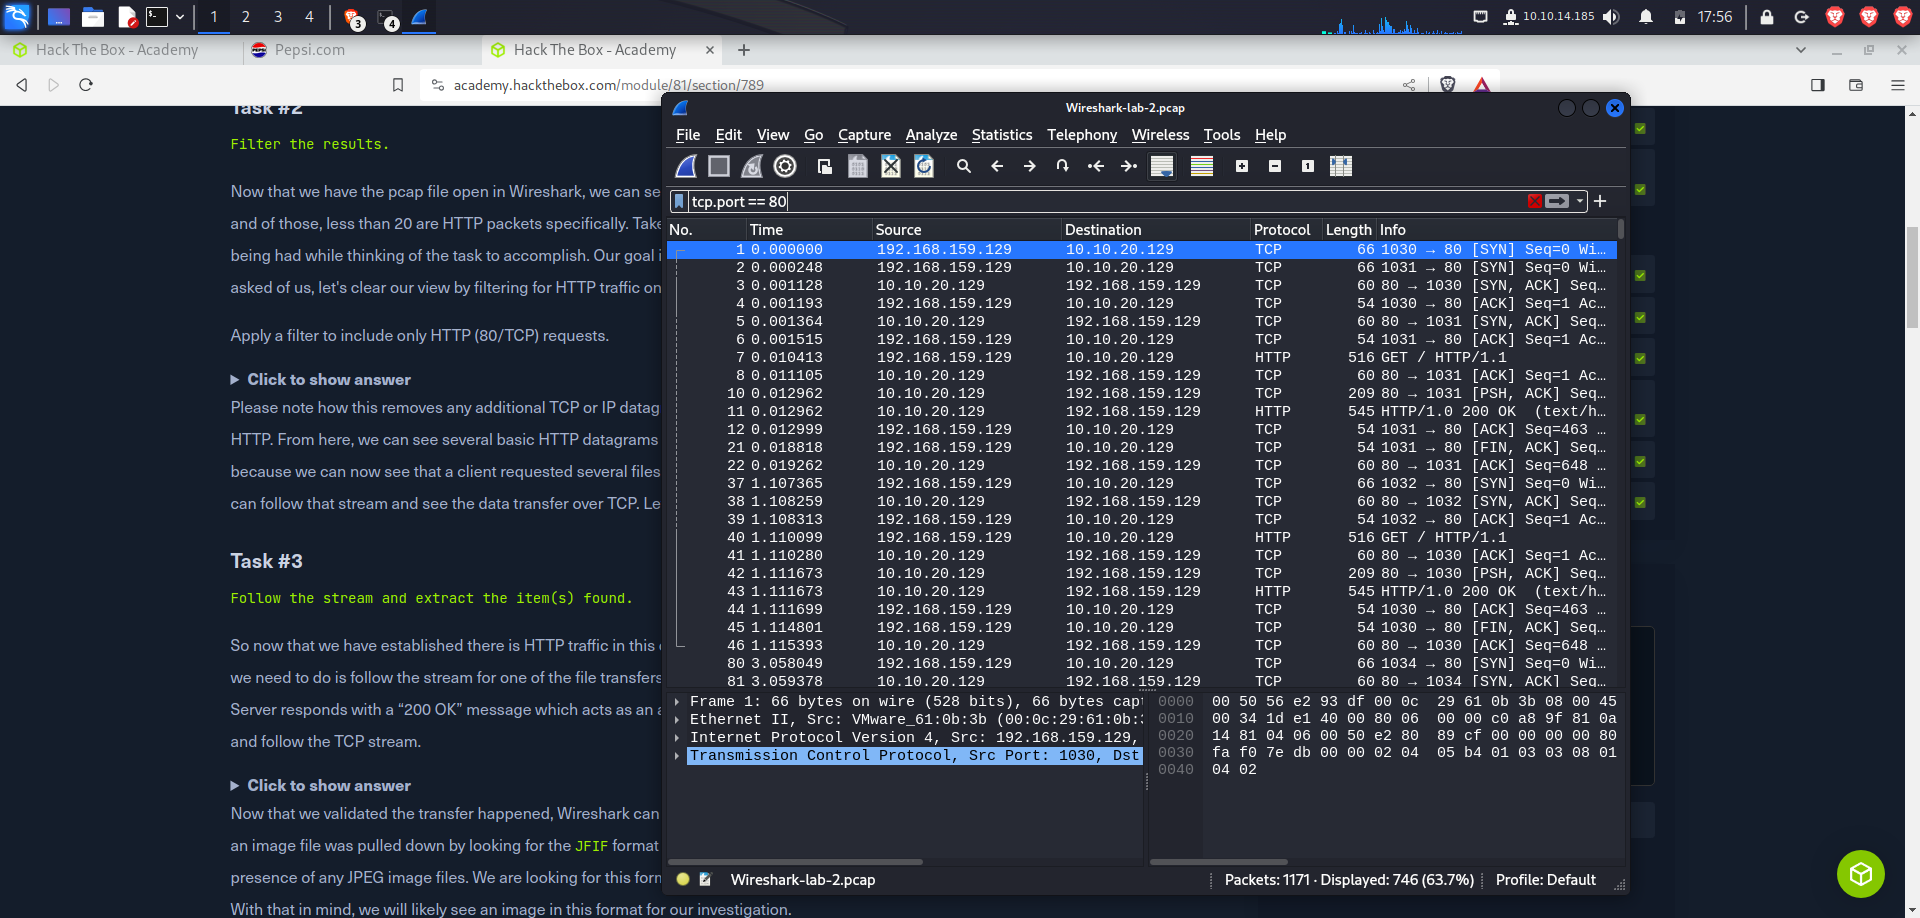 1 2 3 4 3 4 10.10.14.185 17:56
Hack The Box - Academy Pepsi.com Hack The Box - Academy
academy.hackthebox.com/module/81/section/789
Task #2
Filter the results.
Now that we have the pcap file open in Wireshark, we can se
and of those, less than 20 are HTTP packets specifically. Take
being had while thinking of the task to accomplish. Our goal i
asked of us, let's clear our view by filtering for HTTP traffic on
Apply a filter to include only HTTP (80/TCP) requests.
Click to show answer
Please note how this removes any additional TCP or IP datag
HTTP. From here, we can see several basic HTTP datagrams
because we can now see that a client requested several files
can follow that stream and see the data transfer over TCP. Le
Task #3
Follow the stream and extract the item(s) found.
So now that we have established there is HTTP traffic in this
we need to do is follow the stream for one of the file transfers
Server responds with a “200 OK” message which acts as an a
and follow the TCP stream.
Click to show answer
Now that we validated the transfer happened, Wireshark can
an image file was pulled down by looking for the JFIF format
presence of any JPEG image files. We are looking for this form
With that in mind, we will likely see an image in this format for our investigation.
Wireshark-lab-2.pcap
File Edit View Go Capture Analyze Statistics Telephony Wireless Tools Help
tcp.port == 80
No. Time Source Destination Protocol Length Info
1 0.000000 192.168.159.129 10.10.20.129 TCP 66 1030 → 80 [SYN] Seq=0 Wi…
2 0.000248 192.168.159.129 10.10.20.129 TCP 66 1031 → 80 [SYN] Seq=0 Wi…
3 0.001128 10.10.20.129 192.168.159.129 TCP 60 80 → 1030 [SYN, ACK] Seq…
4 0.001193 192.168.159.129 10.10.20.129 TCP 54 1030 → 80 [ACK] Seq=1 Ac…
5 0.001364 10.10.20.129 192.168.159.129 TCP 60 80 → 1031 [SYN, ACK] Seq…
6 0.001515 192.168.159.129 10.10.20.129 TCP 54 1031 → 80 [ACK] Seq=1 Ac…
7 0.010413 192.168.159.129 10.10.20.129 HTTP 516 GET / HTTP/1.1
8 0.011105 10.10.20.129 192.168.159.129 TCP 60 80 → 1031 [ACK] Seq=1 Ac…
10 0.012962 10.10.20.129 192.168.159.129 TCP 209 80 → 1031 [PSH, ACK] Seq…
11 0.012962 10.10.20.129 192.168.159.129 HTTP 545 HTTP/1.0 200 OK (text/h…
12 0.012999 192.168.159.129 10.10.20.129 TCP 54 1031 → 80 [ACK] Seq=463 …
21 0.018818 192.168.159.129 10.10.20.129 TCP 54 1031 → 80 [FIN, ACK] Seq…
22 0.019262 10.10.20.129 192.168.159.129 TCP 60 80 → 1031 [ACK] Seq=648 …
37 1.107365 192.168.159.129 10.10.20.129 TCP 66 1032 → 80 [SYN] Seq=0 Wi…
38 1.108259 10.10.20.129 192.168.159.129 TCP 60 80 → 1032 [SYN, ACK] Seq…
39 1.108313 192.168.159.129 10.10.20.129 TCP 54 1032 → 80 [ACK] Seq=1 Ac…
40 1.110099 192.168.159.129 10.10.20.129 HTTP 516 GET / HTTP/1.1
41 1.110280 10.10.20.129 192.168.159.129 TCP 60 80 → 1030 [ACK] Seq=1 Ac…
42 1.111673 10.10.20.129 192.168.159.129 TCP 209 80 → 1030 [PSH, ACK] Seq…
43 1.111673 10.10.20.129 192.168.159.129 HTTP 545 HTTP/1.0 200 OK (text/h…
44 1.111699 192.168.159.129 10.10.20.129 TCP 54 1030 → 80 [ACK] Seq=463 …
45 1.114801 192.168.159.129 10.10.20.129 TCP 54 1030 → 80 [FIN, ACK] Seq…
46 1.115393 10.10.20.129 192.168.159.129 TCP 60 80 → 1030 [ACK] Seq=648 …
80 3.058049 192.168.159.129 10.10.20.129 TCP 66 1034 → 80 [SYN] Seq=0 Wi…
81 3.059378 10.10.20.129 192.168.159.129 TCP 60 80 → 1034 [SYN, ACK] Seq…
Frame 1: 66 bytes on wire (528 bits), 66 bytes capt
Ethernet II, Src: VMware_61:0b:3b (00:0c:29:61:0b:3
Internet Protocol Version 4, Src: 192.168.159.129,
Transmission Control Protocol, Src Port: 1030, Dst
0000 00 50 56 e2 93 df 00 0c 29 61 0b 3b 08 00 45
0010 00 34 1d e1 40 00 80 06 00 00 c0 a8 9f 81 0a
0020 14 81 04 06 00 50 e2 80 89 cf 00 00 00 00 80
0030 fa f0 7e db 00 00 02 04 05 b4 01 03 03 08 01
0040 04 02
Wireshark-lab-2.pcap Packets: 1171 · Displayed: 746 (63.7%) Profile: Default